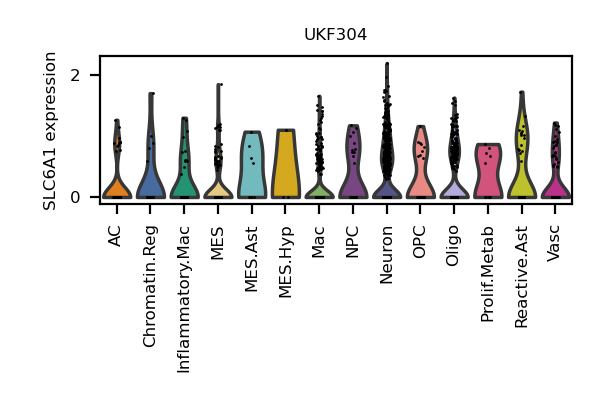 UKF304
SLC6A1 expression
2
0
AC
Chromatin.Reg
Inflammatory.Mac
MES
MES.Ast
MES.Hyp
Mac
NPC
Neuron
OPC
Oligo
Prolif.Metab
Reactive.Ast
Vasc